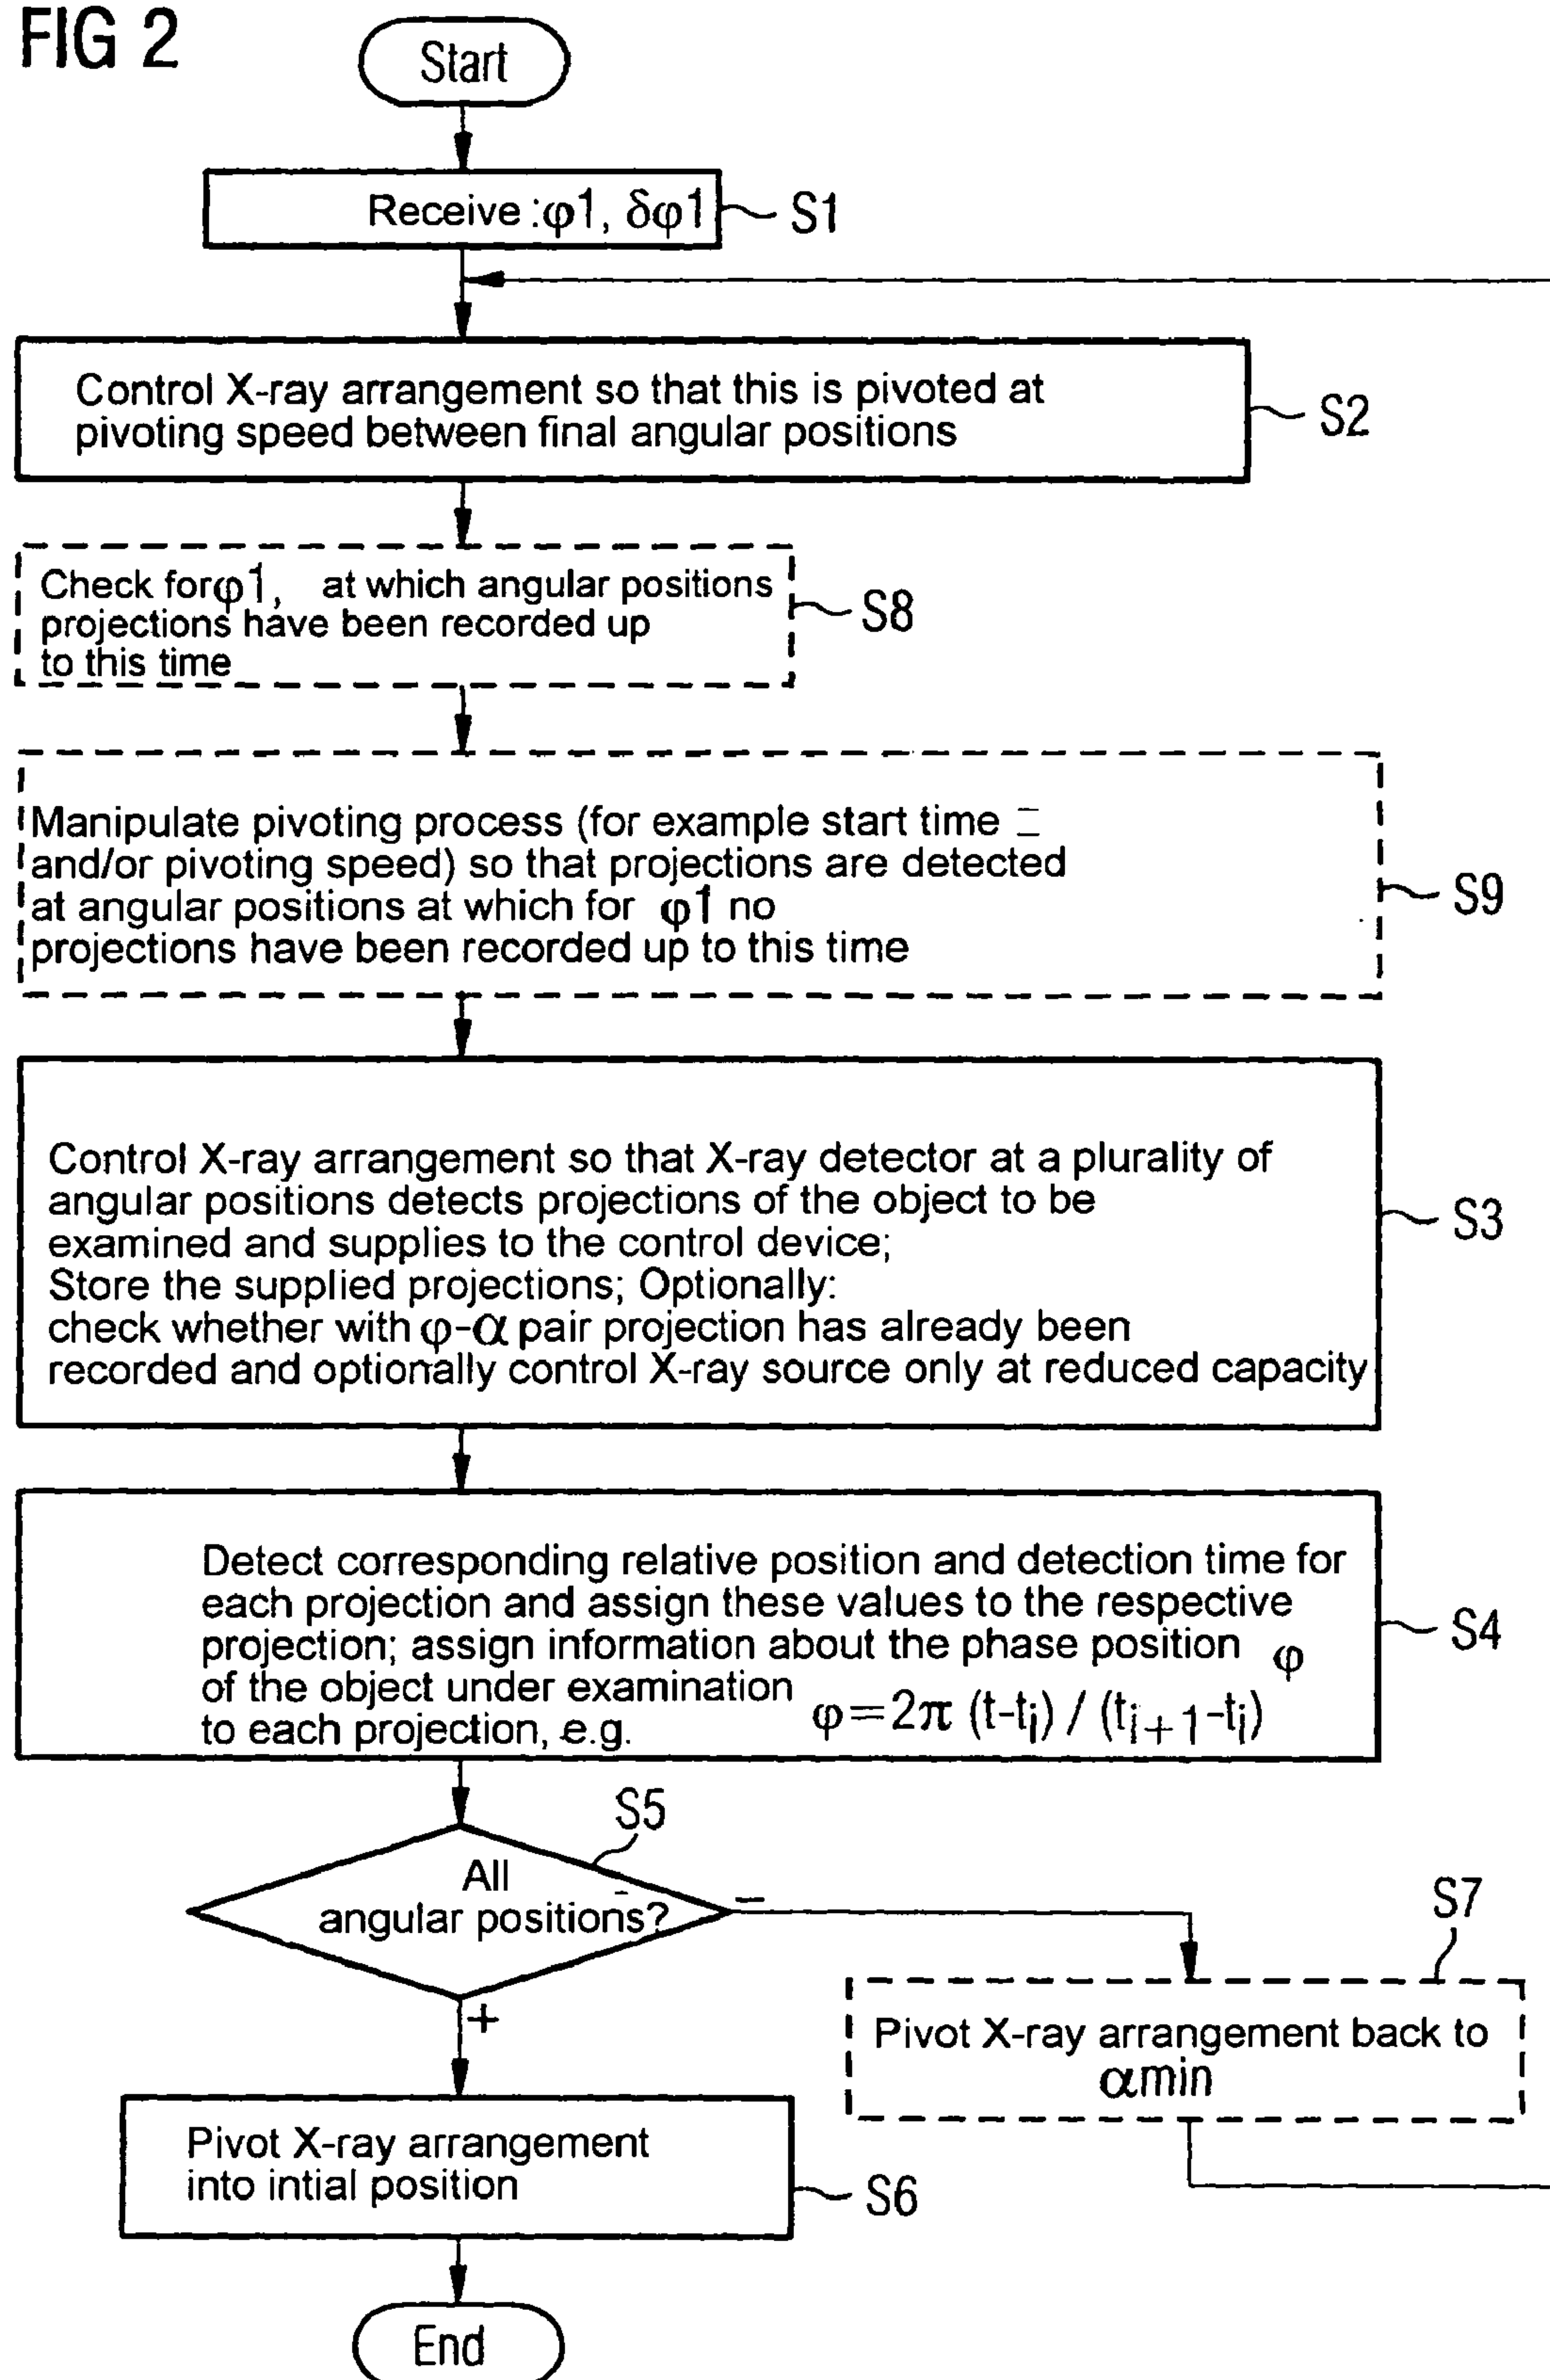 FIG 2
Start
Receive :φ1, δφ1
S1
Control X-ray arrangement so that this is pivoted at
pivoting speed between final angular positions
S2
Check for φ1, at which angular positions
projections have been recorded up
to this time
S8
Manipulate pivoting process (for example start time
and/or pivoting speed) so that projections are detected
at angular positions at which for φ1 no
projections have been recorded up to this time
S9
Control X-ray arrangement so that X-ray detector at a plurality of
angular positions detects projections of the object to be
examined and supplies to the control device;
Store the supplied projections; Optionally:
check whether with φ-α pair projection has already been
recorded and optionally control X-ray source only at reduced capacity
S3
Detect corresponding relative position and detection time for
each projection and assign these values to the respective
projection; assign information about the phase position φ
of the object under examination
to each projection, e.g. φ=2π (t-ti) / (ti+1-ti)
S4
S5
All
angular positions?
–
+
S7
Pivot X-ray arrangement back to
αmin
Pivot X-ray arrangement
into intial position
S6
End